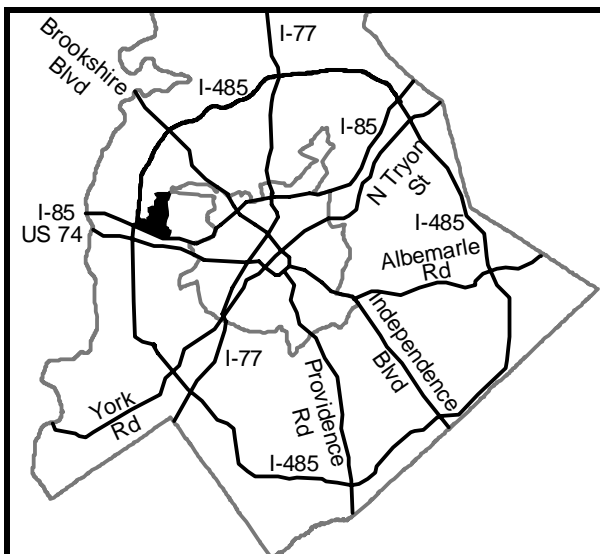 I-77
Brookshire
Blvd
I-485
I-85
N Tryon
St
I-85
US 74
I-485
Albemarle
Rd
Independence
Blvd
I-77
Providence
Rd
York
Rd
I-485